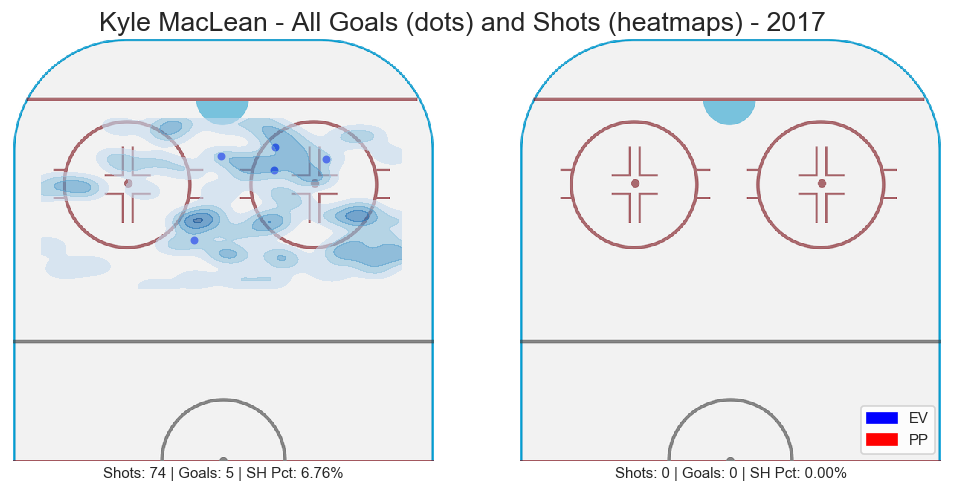 Kyle MacLean - All Goals (dots) and Shots (heatmaps) - 2017
EV
PP
Shots: 74 | Goals: 5 | SH Pct: 6.76%
Shots: 0 | Goals: 0 | SH Pct: 0.00%